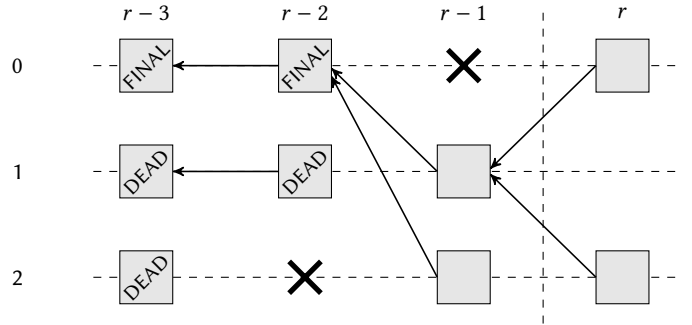 r − 3 r − 2 r − 1 r
0 FINAL FINAL
1 DEAD DEAD
2 DEAD